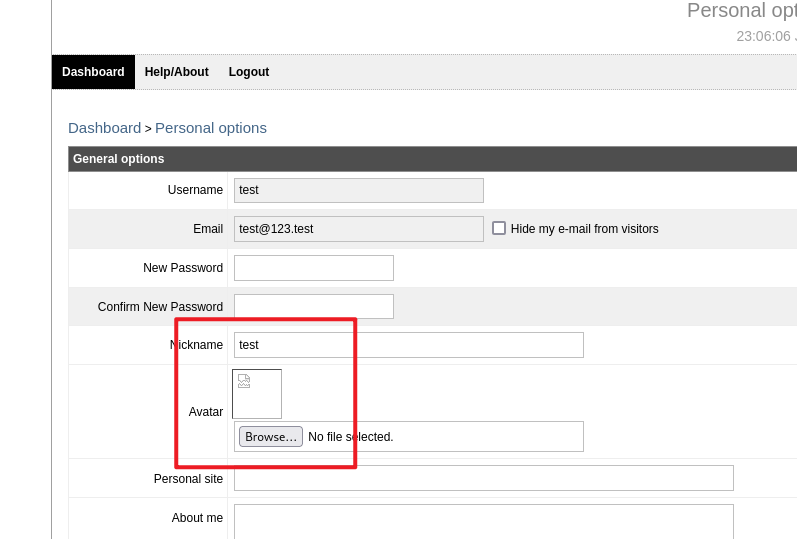 Personal opt
23:06:06
Dashboard Help/About Logout
Dashboard > Personal options
General options
Username test
Email test@123.test Hide my e-mail from visitors
New Password
Confirm New Password
Nickname test
Avatar
Browse... No file selected.
Personal site
About me